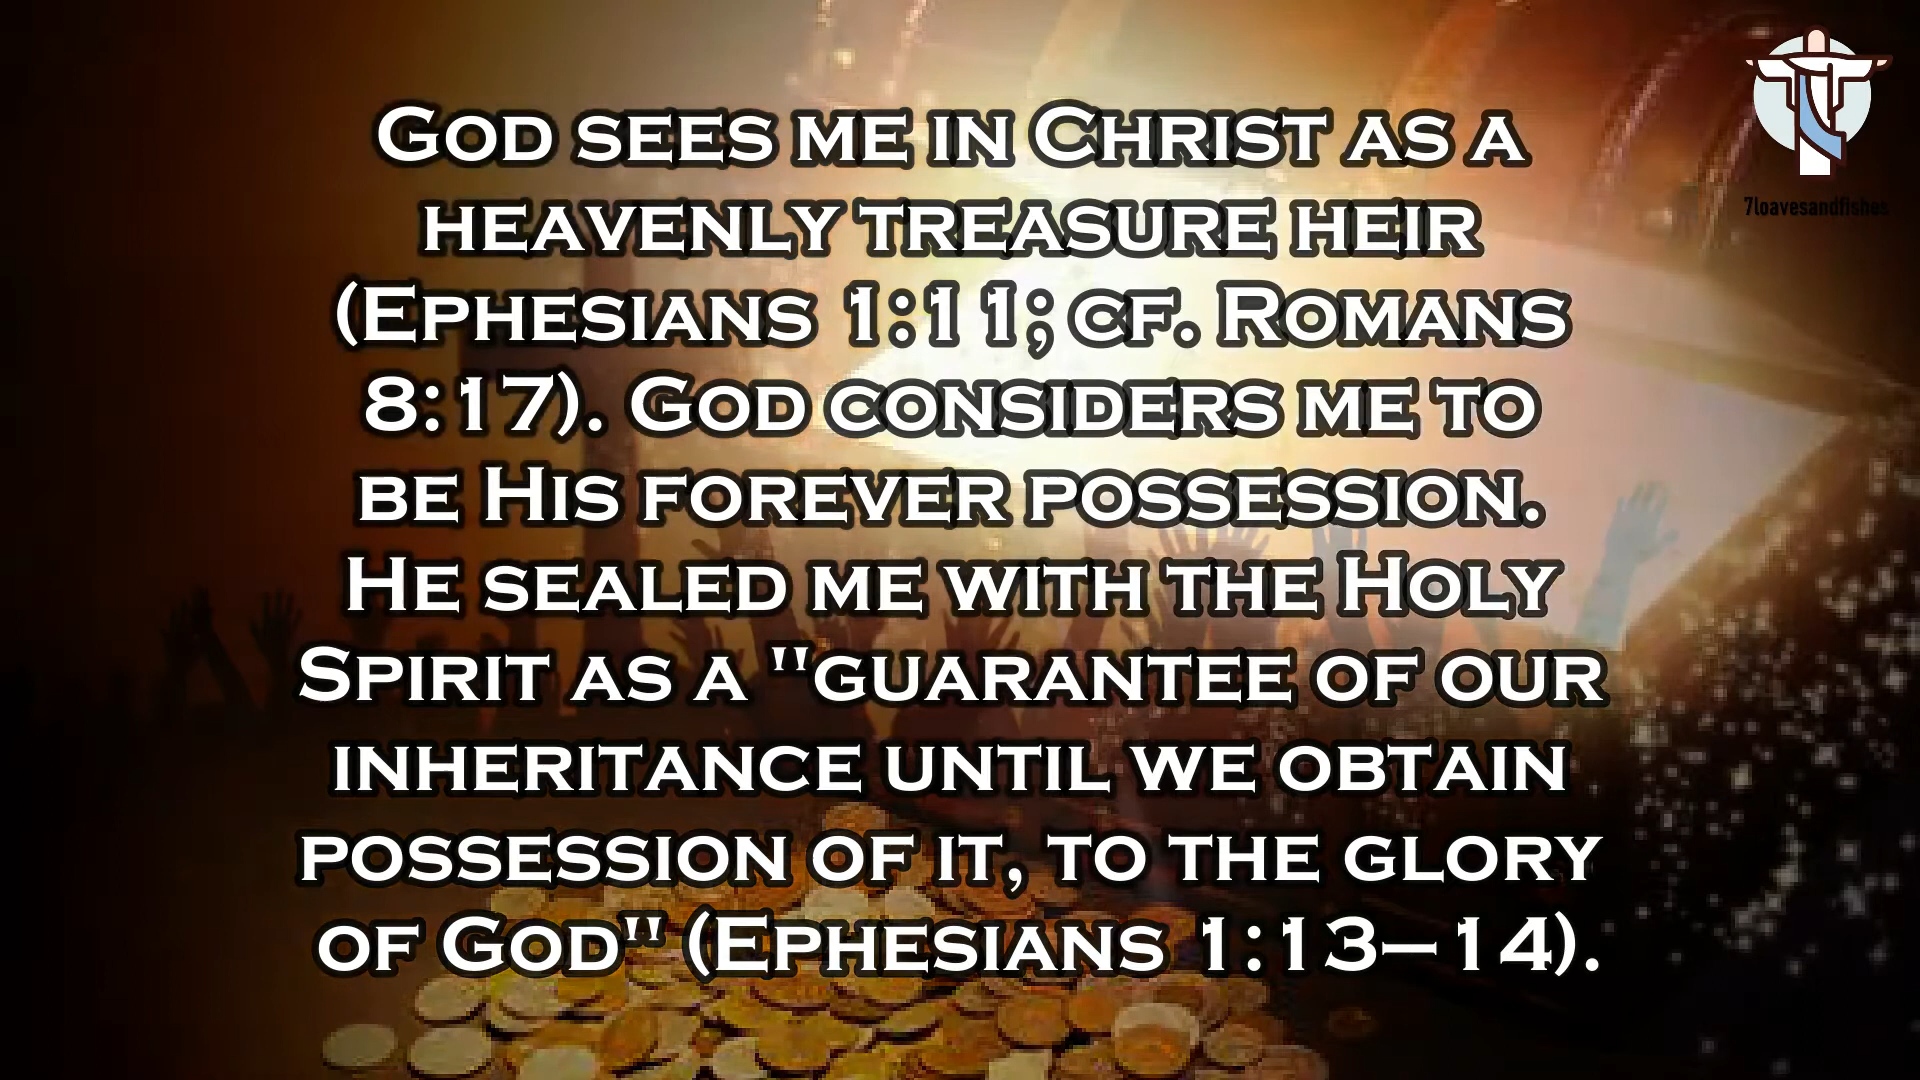 God sees me in Christ as a
heavenly treasure heir
(Ephesians 1:11; cf. Romans
8:17). God considers me to
be His forever possession.
He sealed me with the Holy
Spirit as a "guarantee of our
inheritance until we obtain
possession of it, to the glory
of God" (Ephesians 1:13–14).
7loavesandfishes